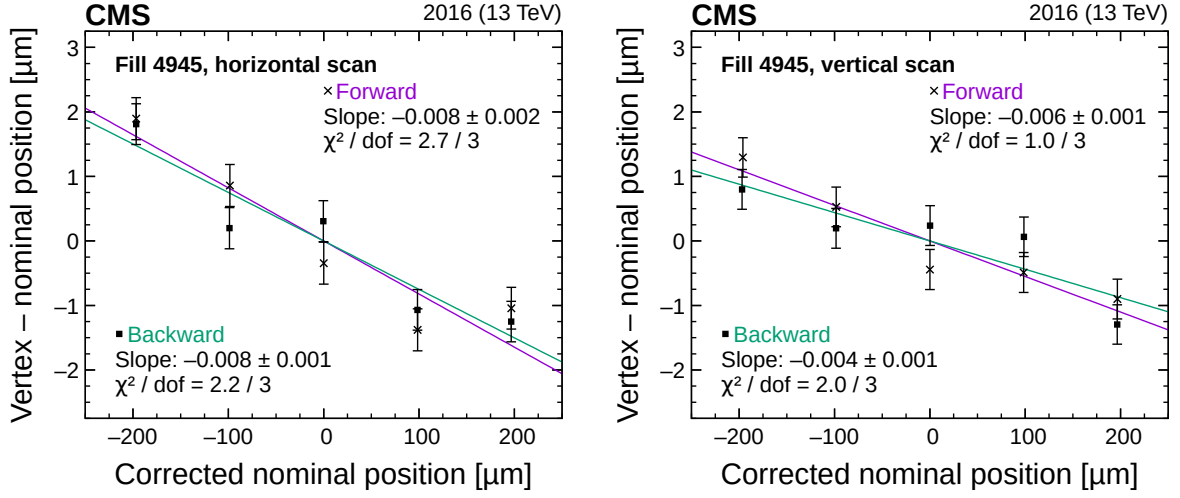 CMS 2016 (13 TeV)
Vertex – nominal position [µm]
3
2
1
0
–1
–2
Fill 4945, horizontal scan
× Forward
Slope: –0.008 ± 0.002
χ² / dof = 2.7 / 3
Backward
Slope: –0.008 ± 0.001
χ² / dof = 2.2 / 3
–200 –100 0 100 200
Corrected nominal position [µm]
CMS 2016 (13 TeV)
Vertex – nominal position [µm]
3
2
1
0
–1
–2
Fill 4945, vertical scan
× Forward
Slope: –0.006 ± 0.001
χ² / dof = 1.0 / 3
Backward
Slope: –0.004 ± 0.001
χ² / dof = 2.0 / 3
–200 –100 0 100 200
Corrected nominal position [µm]